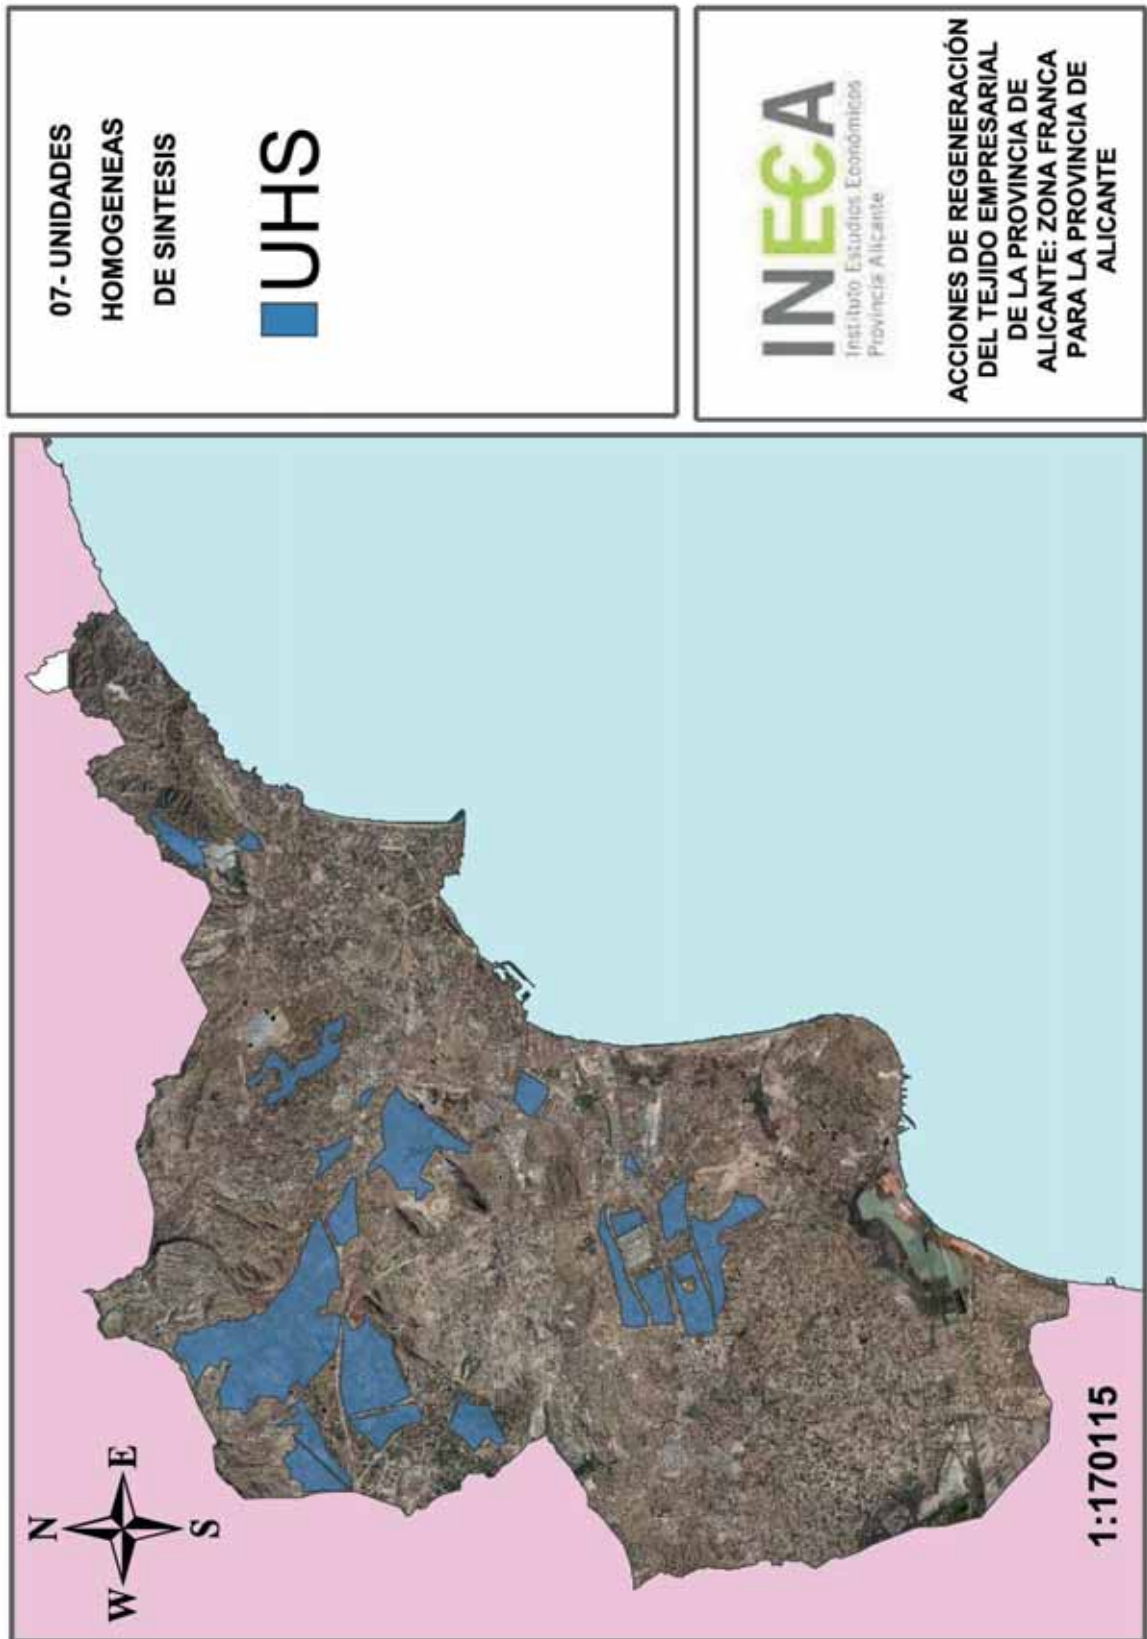 07- UNIDADES
HOMOGENEAS
DE SINTESIS
UHS
INE€A
Instituto Estudios Económicos
Provincia Alicante
ACCIONES DE REGENERACIÓN
DEL TEJIDO EMPRESARIAL
DE LA PROVINCIA DE
ALICANTE: ZONA FRANCA
PARA LA PROVINCIA DE
ALICANTE
N
W
E
S
1:170115